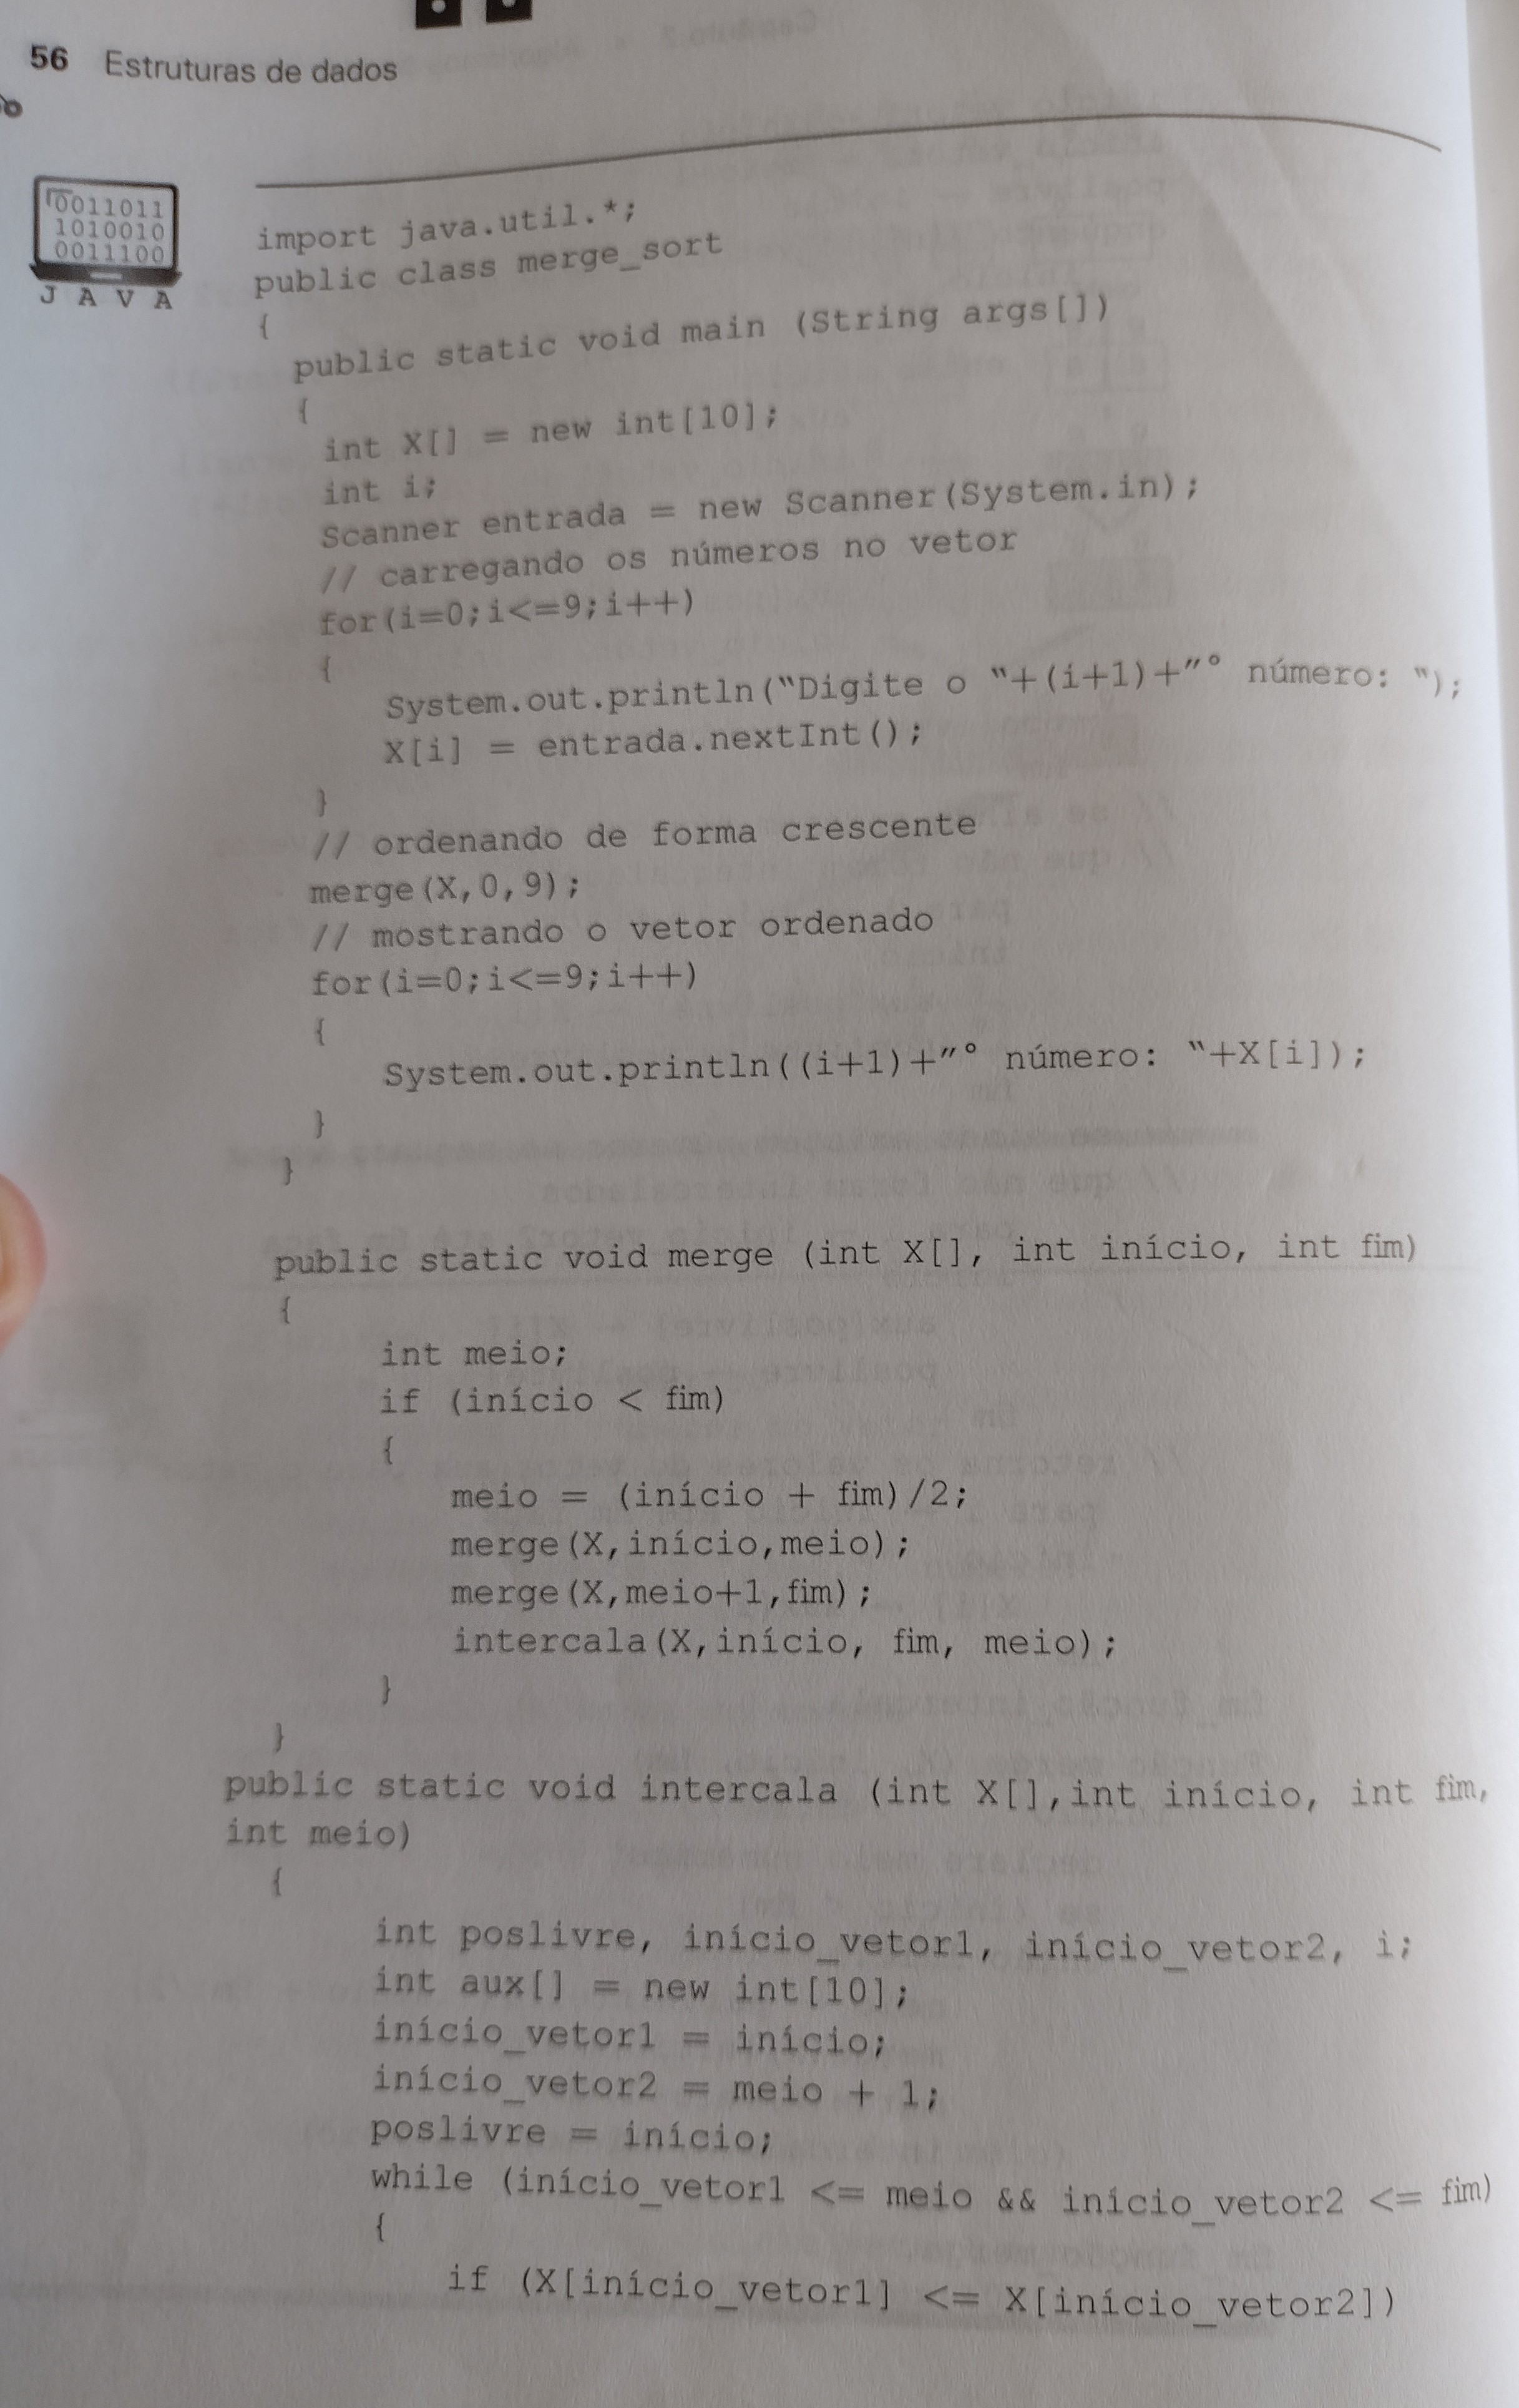 56 Estruturas de dados
0011011
1010010
0011100
J A V A
import java.util.*;
public class merge_sort
{
public static void main (String args[])
{
int X[] = new int[10];
int i;
Scanner entrada = new Scanner(System.in);
// carregando os números no vetor
for(i=0;i<=9;i++)
{
System.out.println(“Digite o “+(i+1)+”° número: “);
X[i] = entrada.nextInt();
}
// ordenando de forma crescente
merge(X,0,9);
// mostrando o vetor ordenado
for(i=0;i<=9;i++)
{
System.out.println((i+1)+”° número: “+X[i]);
}
}
public static void merge (int X[], int início, int fim)
{
int meio;
if (início < fim)
{
meio = (início + fim)/2;
merge(X,início,meio);
merge(X,meio+1,fim);
intercala(X,início, fim, meio);
}
}
public static void intercala (int X[],int início, int fim,
int meio)
{
int poslivre, início_vetor1, início_vetor2, i;
int aux[] = new int[10];
início_vetor1 = início;
início_vetor2 = meio + 1;
poslivre = início;
while (início_vetor1 <= meio && início_vetor2 <= fim)
{
if (X[início_vetor1] <= X[início_vetor2])